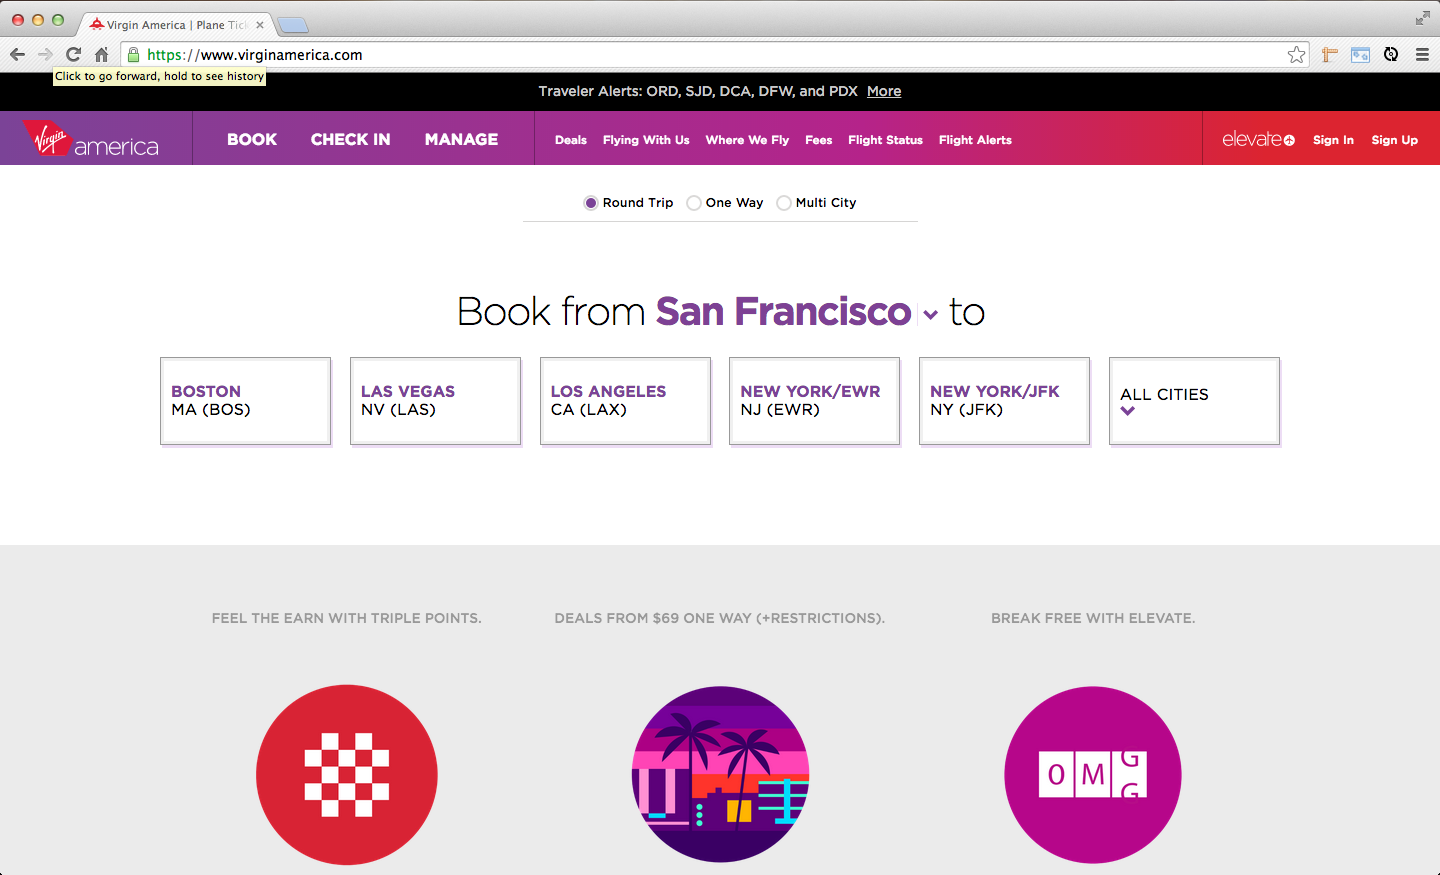 Virgin America | Plane Tick
https://www.virginamerica.com
Click to go forward, hold to see history
Traveler Alerts: ORD, SJD, DCA, DFW, and PDX More
Virgin america
BOOK CHECK IN MANAGE
Deals Flying With Us Where We Fly Fees Flight Status Flight Alerts
elevate Sign In Sign Up
Round Trip One Way Multi City
Book from San Francisco to
BOSTON
MA (BOS)
LAS VEGAS
NV (LAS)
LOS ANGELES
CA (LAX)
NEW YORK/EWR
NJ (EWR)
NEW YORK/JFK
NY (JFK)
ALL CITIES
FEEL THE EARN WITH TRIPLE POINTS.
DEALS FROM $69 ONE WAY (+RESTRICTIONS).
BREAK FREE WITH ELEVATE.
OMG
G